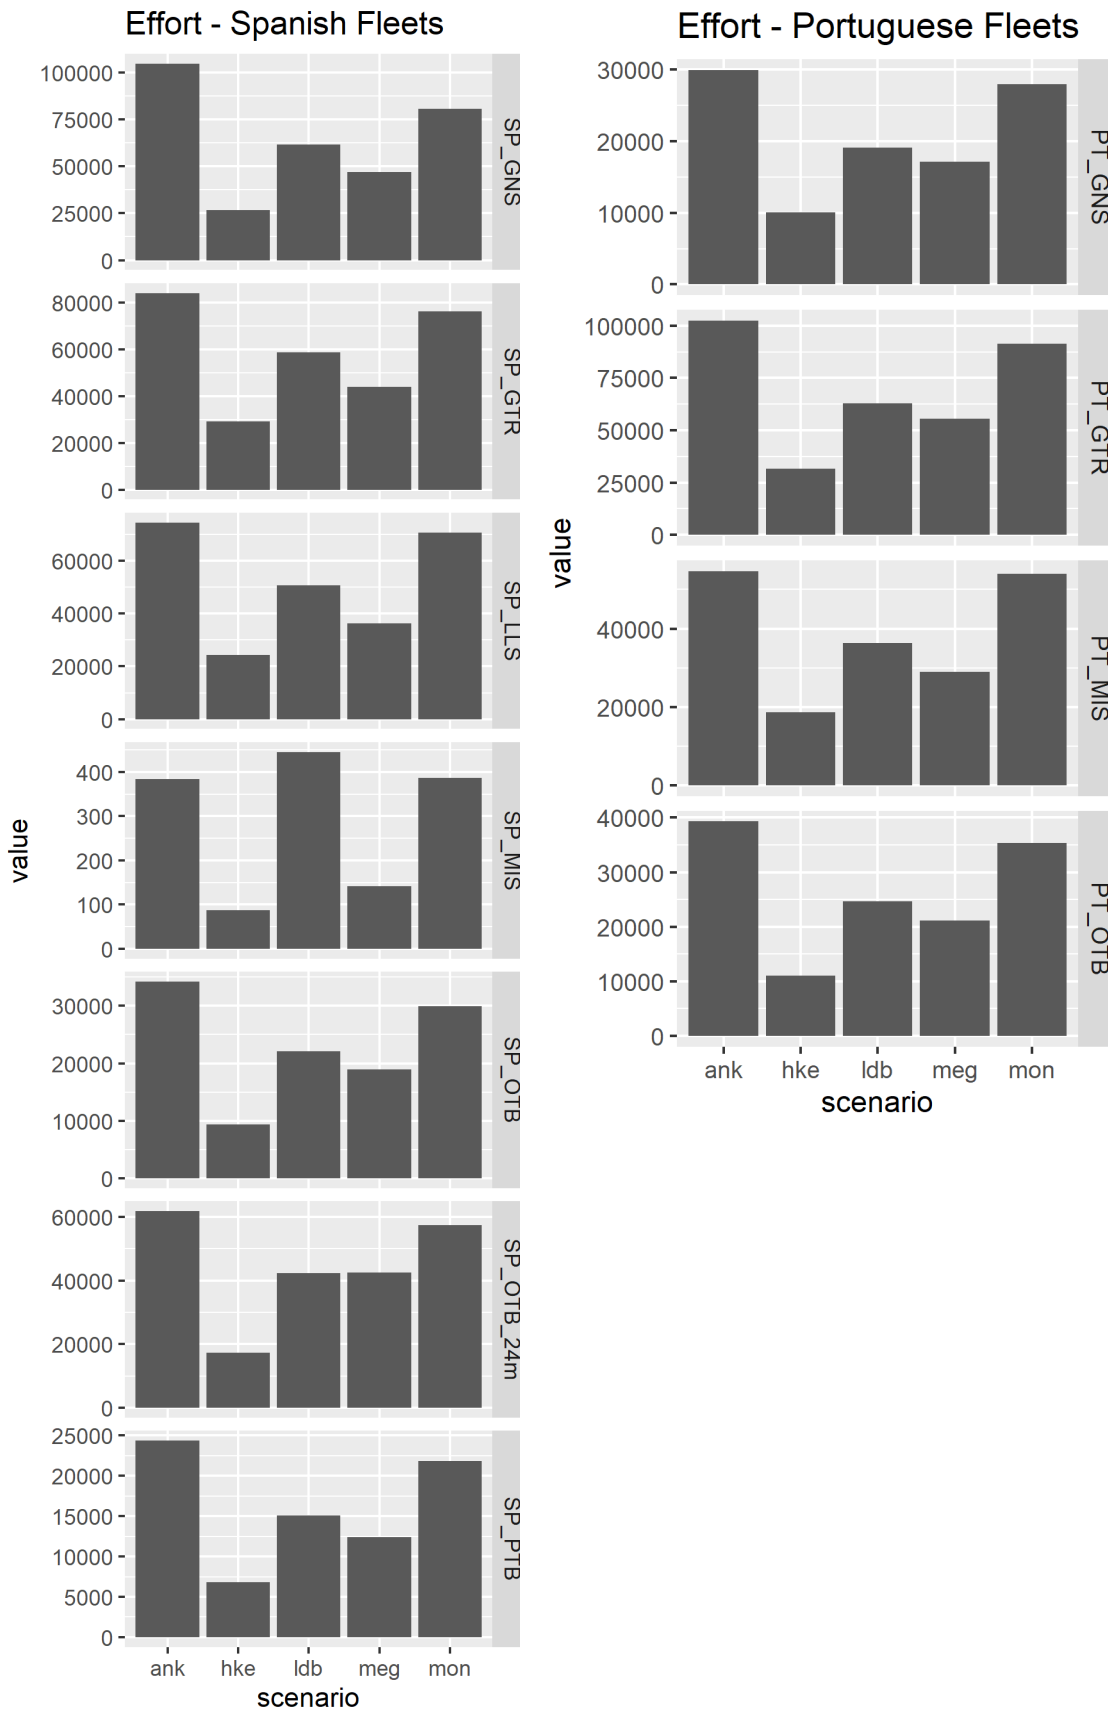 Effort - Spanish Fleets
100000
75000
50000
25000
0
SP_GNS
80000
60000
40000
20000
0
SP_GTR
60000
40000
20000
0
SP_LLS
400
300
200
100
0
SP_MIS
30000
20000
10000
0
SP_OTB
60000
40000
20000
0
SP_OTB_24m
25000
20000
15000
10000
5000
0
SP_PTB
value
ank hke ldb meg mon
scenario
Effort - Portuguese Fleets
30000
20000
10000
0
PT_GNS
100000
75000
50000
25000
0
PT_GTR
40000
20000
0
PT_MIS
40000
30000
20000
10000
0
PT_OTB
value
ank hke ldb meg mon
scenario